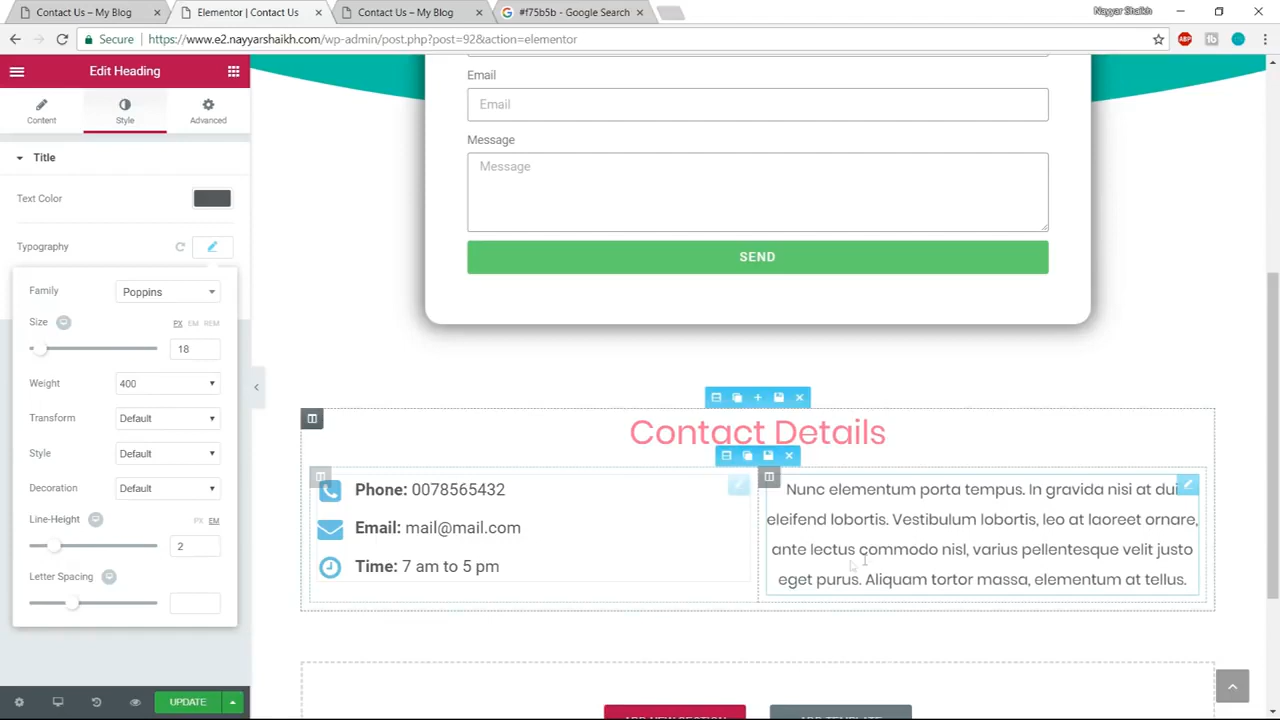 Contact Us – My Blog
Elementor | Contact Us
Contact Us – My Blog
#f75b5b - Google Search
Nayyar Shaikh
Secure
https://www.e2.nayyarshaikh.com/wp-admin/post.php?post=92&action=elementor
ABP
Edit Heading
Content
Style
Advanced
Title
Text Color
Typography
Family
Poppins
Size
PX EM REM
18
Weight
400
Transform
Default
Style
Default
Decoration
Default
Line-Height
PX EM
2
Letter Spacing
UPDATE
Email
Email
Message
Message
SEND
Contact Details
Phone: 0078565432
Email: mail@mail.com
Time: 7 am to 5 pm
Nunc elementum porta tempus. In gravida nisi at dui
eleifend lobortis. Vestibulum lobortis, leo at laoreet ornare,
ante lectus commodo nisl, varius pellentesque velit justo
eget purus. Aliquam tortor massa, elementum at tellus.
ADD NEW SECTION
ADD TEMPLATE